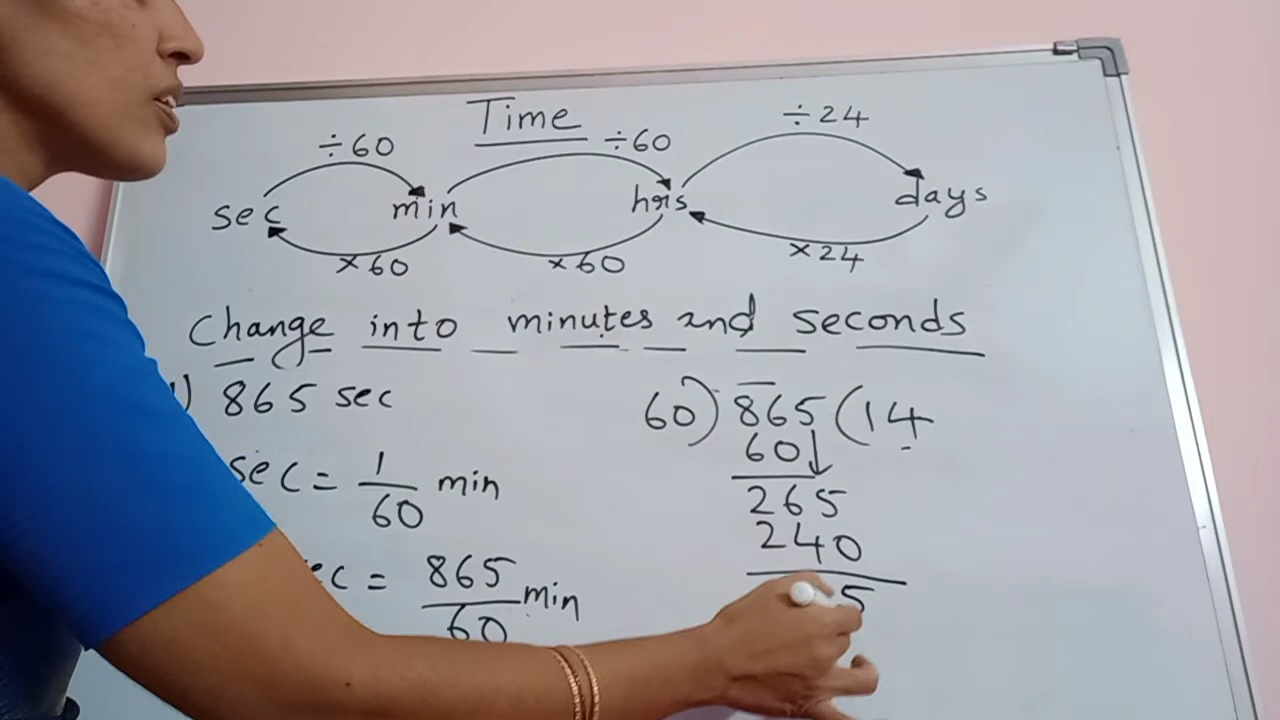 Time
÷60 ÷60 ÷24
sec min hrs days
×60 ×60 ×24
Change into minutes and seconds
1) 865 sec
sec = 1/60 min
= 865/60 min
60) 865 (14
60
265
240
5